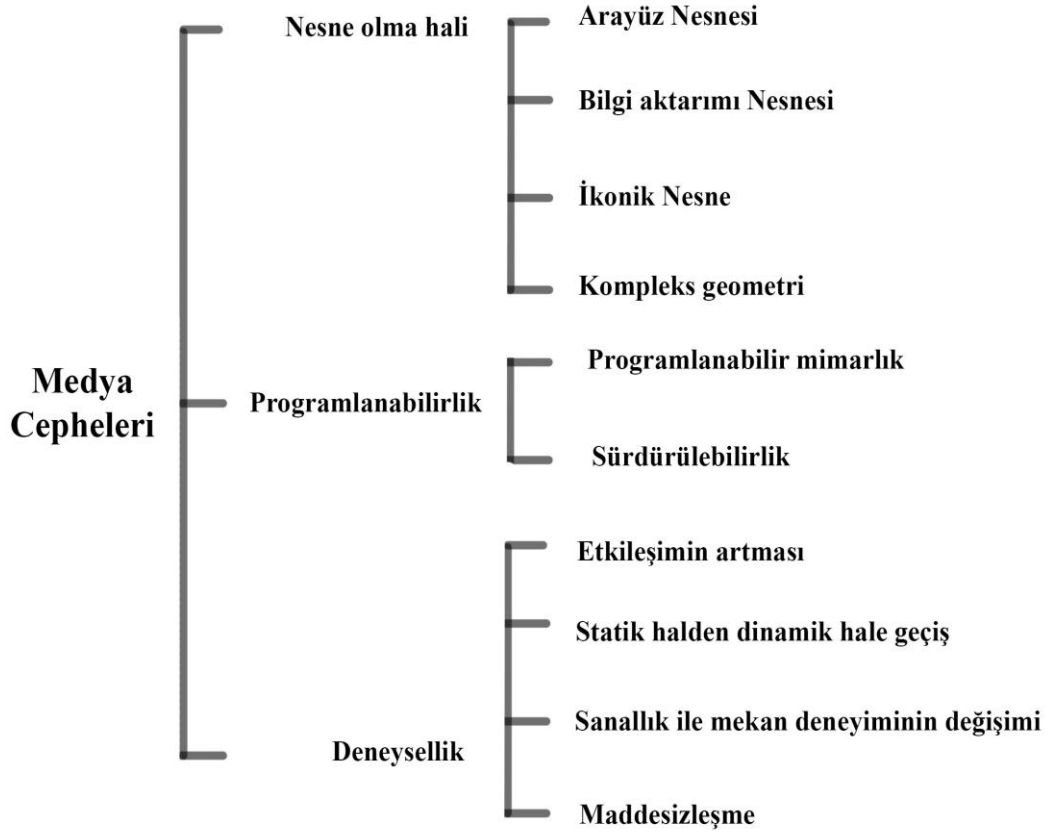 Medya
Cepheleri
Nesne olma hali
Arayüz Nesnesi
Bilgi aktarımı Nesnesi
İkonik Nesne
Kompleks geometri
Programlanabilirlik
Programlanabilir mimarlık
Sürdürülebilirlik
Deneysellik
Etkileşimin artması
Statik halden dinamik hale geçiş
Sanallık ile mekan deneyiminin değişimi
Maddesizleşme